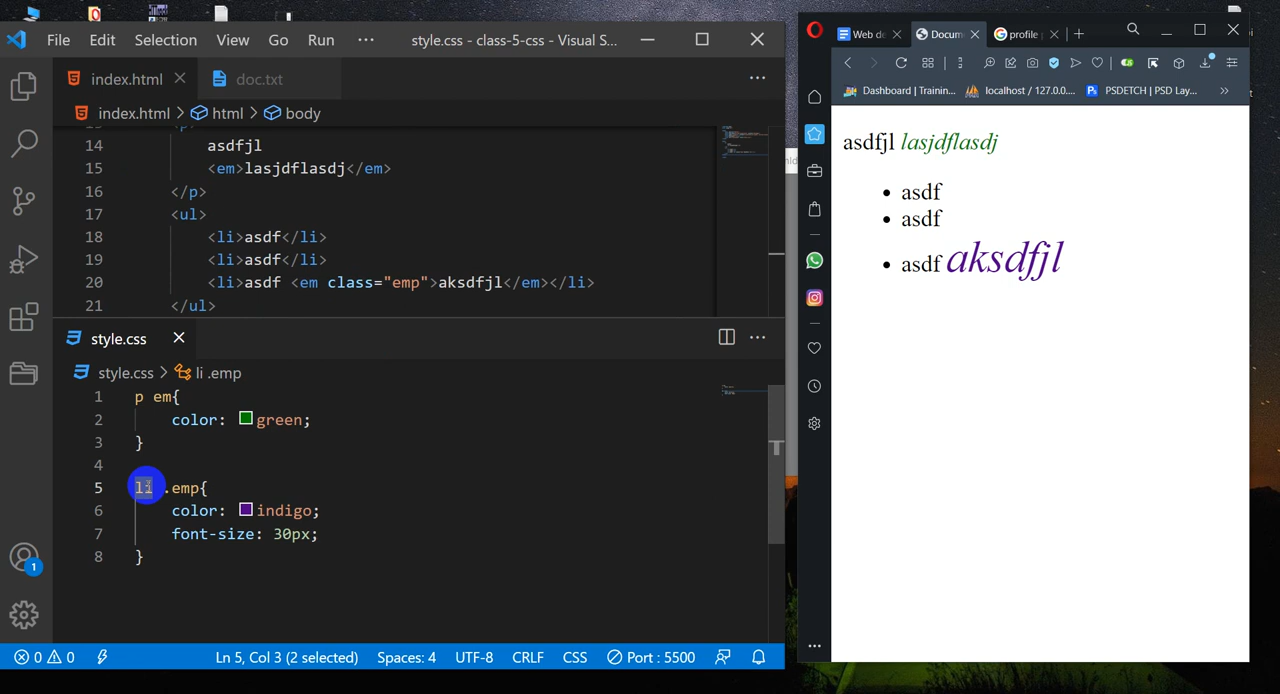 File Edit Selection View Go Run ··· style.css - class-5-css - Visual S...
index.html doc.txt ···
index.html > html > body
14 asdfjl
15 <em>lasjdflasdj</em>
16 </p>
17 <ul>
18 <li>asdf</li>
19 <li>asdf</li>
20 <li>asdf <em class="emp">aksdfjl</em></li>
21 </ul>
style.css ···
style.css > li .emp
1 p em{
2 color: green;
3 }
4
5 li .emp{
6 color: indigo;
7 font-size: 30px;
8 }
1
0 0 Ln 5, Col 3 (2 selected) Spaces: 4 UTF-8 CRLF CSS Port : 5500
Web de Docum profile
Dashboard | Trainin... localhost / 127.0.0.... Ps PSDETCH | PSD Lay... »
asdfjl lasjdflasdj
• asdf
• asdf
• asdf aksdfjl